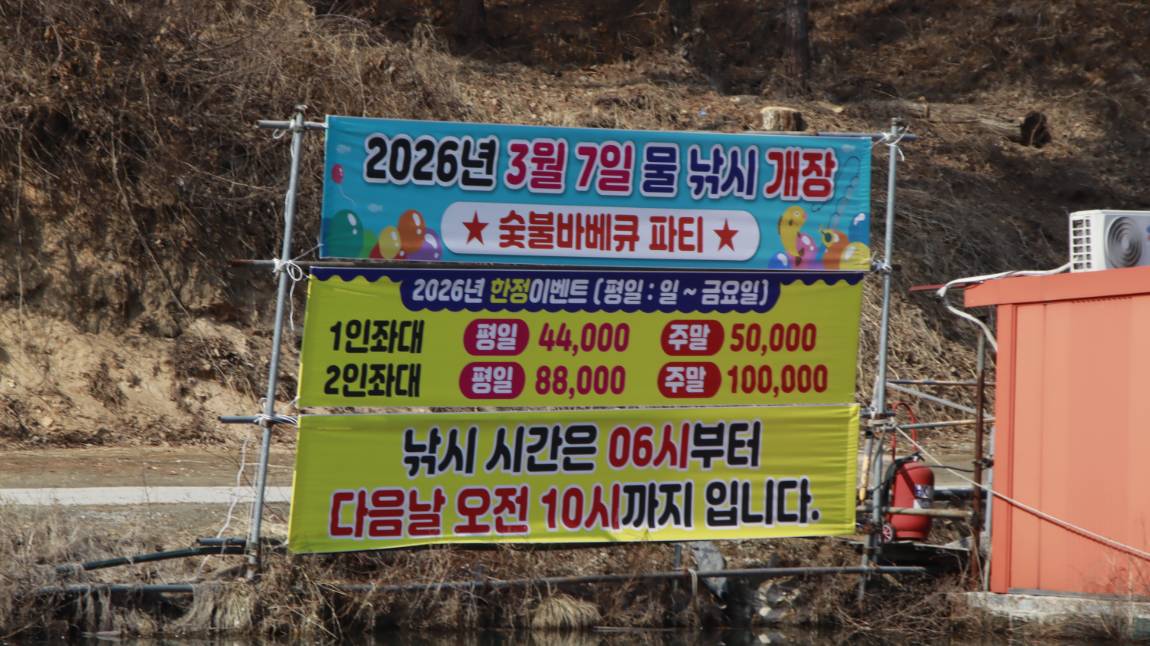 2026년 3월 7일 물 낚시 개장
★ 숯불바베큐 파티 ★
2026년 한정이벤트 (평일 : 일 ~ 금요일)
1인좌대 평일 44,000 주말 50,000
2인좌대 평일 88,000 주말 100,000
낚시 시간은 06시부터
다음날 오전 10시까지 입니다.